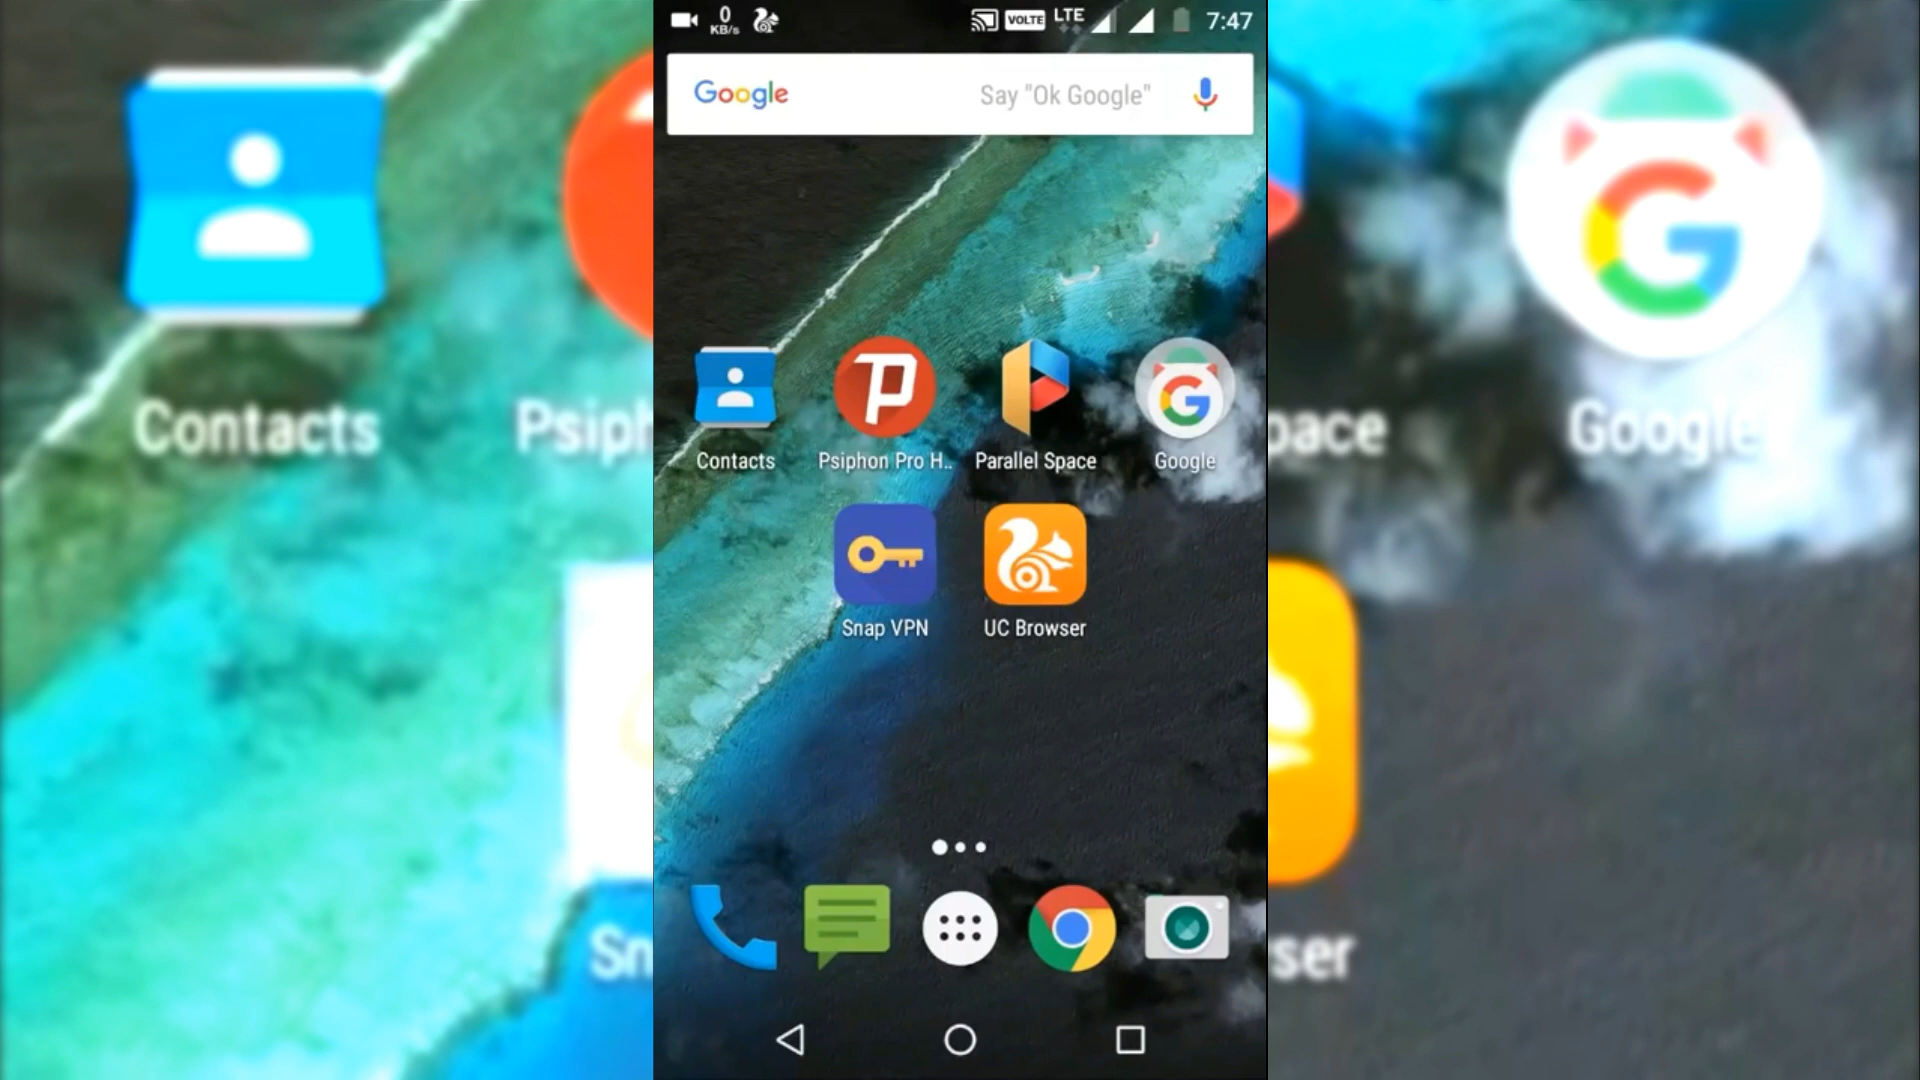 0
KB/s
VOLTE
LTE
7:47
Google
Say "Ok Google"
Contacts
Psiphon Pro H..
Parallel Space
Google
Snap VPN
UC Browser
Contacts
Psiph
pace
Google
Sn
ser